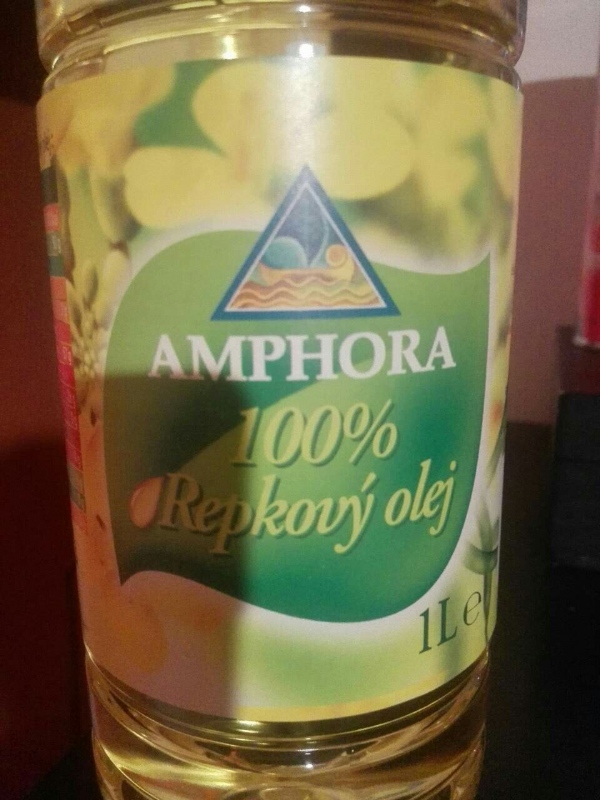 AMPHORA
100%
Repkový olej
1L e